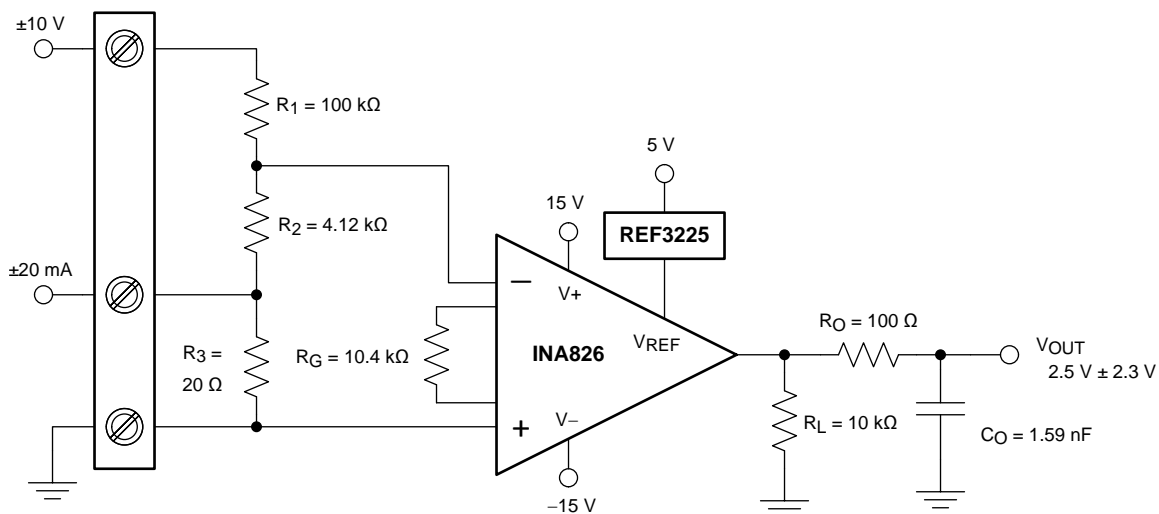 ±10 V
R1 = 100 kΩ
5 V
15 V
REF3225
R2 = 4.12 kΩ
±20 mA
−
V+
RO = 100 Ω
RG = 10.4 kΩ
INA826
VREF
VOUT
2.5 V ± 2.3 V
R3 =
20 Ω
+
V−
RL = 10 kΩ
CO = 1.59 nF
−15 V